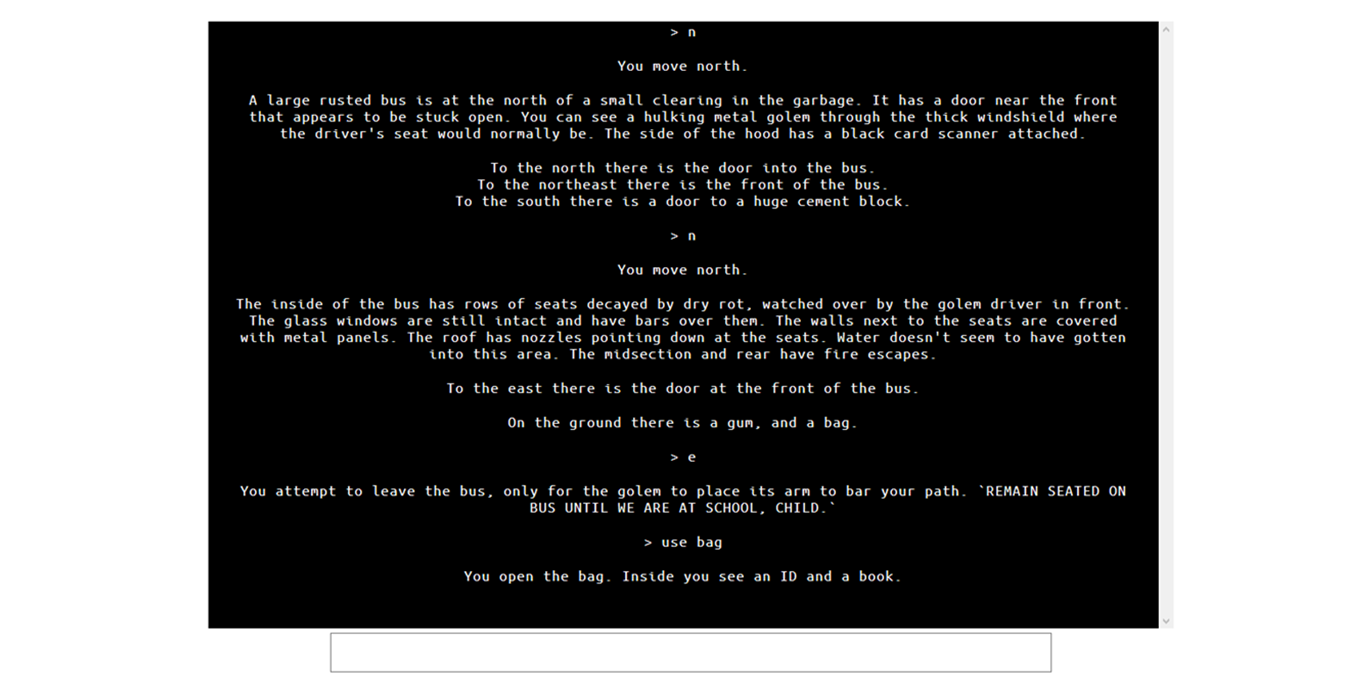 > n
You move north.
A large rusted bus is at the north of a small clearing in the garbage. It has a door near the front
that appears to be stuck open. You can see a hulking metal golem through the thick windshield where
the driver's seat would normally be. The side of the hood has a black card scanner attached.
To the north there is the door into the bus.
To the northeast there is the front of the bus.
To the south there is a door to a huge cement block.
> n
You move north.
The inside of the bus has rows of seats decayed by dry rot, watched over by the golem driver in front.
The glass windows are still intact and have bars over them. The walls next to the seats are covered
with metal panels. The roof has nozzles pointing down at the seats. Water doesn't seem to have gotten
into this area. The midsection and rear have fire escapes.
To the east there is the door at the front of the bus.
On the ground there is a gum, and a bag.
> e
You attempt to leave the bus, only for the golem to place its arm to bar your path. `REMAIN SEATED ON
BUS UNTIL WE ARE AT SCHOOL, CHILD.`
> use bag
You open the bag. Inside you see an ID and a book.